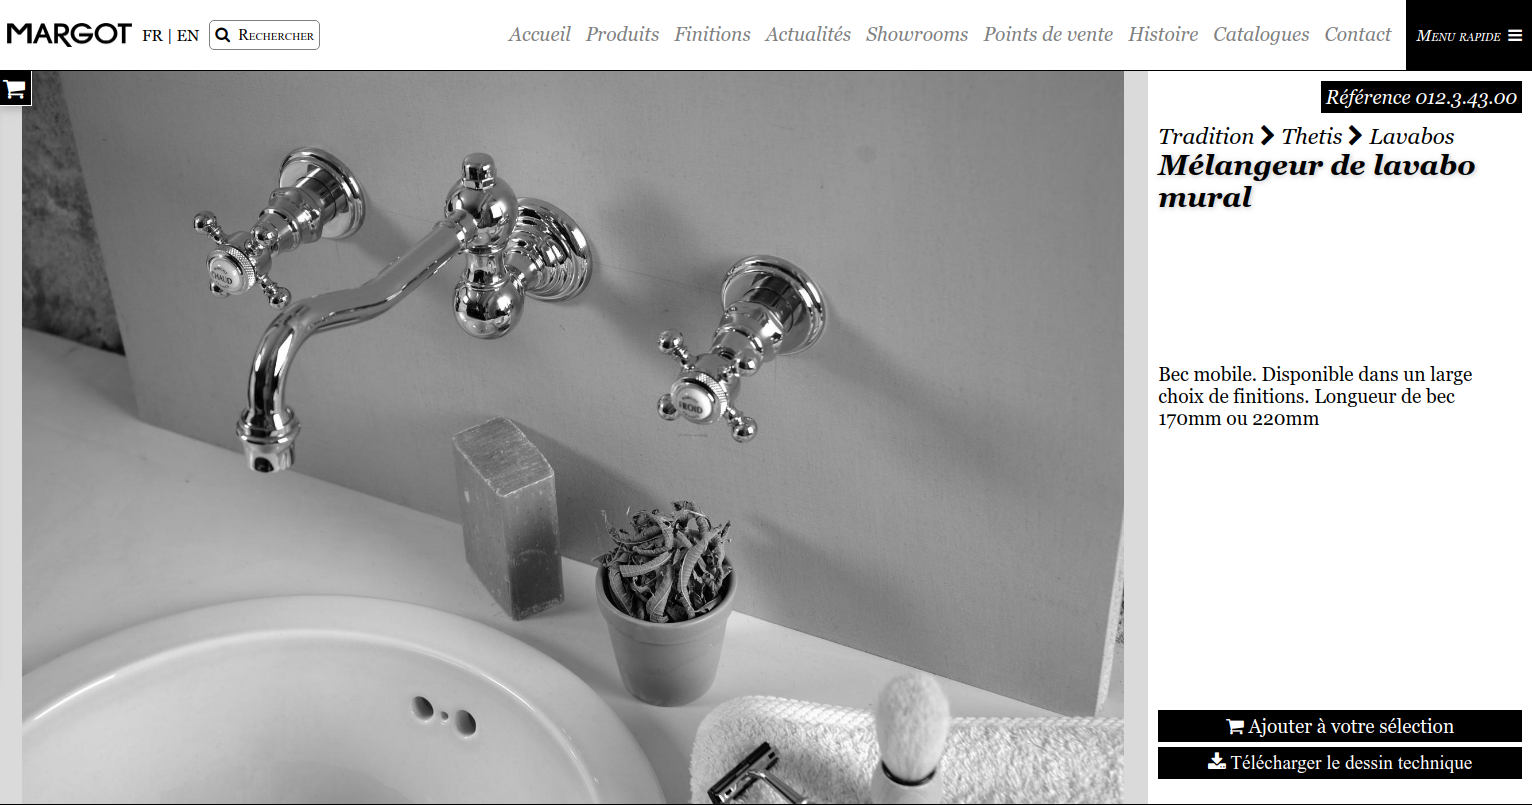 MARGOT FR | EN Rechercher Accueil Produits Finitions Actualités Showrooms Points de vente Histoire Catalogues Contact Menu rapide
Référence 012.3.43.00
Tradition Thetis Lavabos
Mélangeur de lavabo
mural
CHAUD
FROID
Bec mobile. Disponible dans un large
choix de finitions. Longueur de bec
170mm ou 220mm
Ajouter à votre sélection
Télécharger le dessin technique